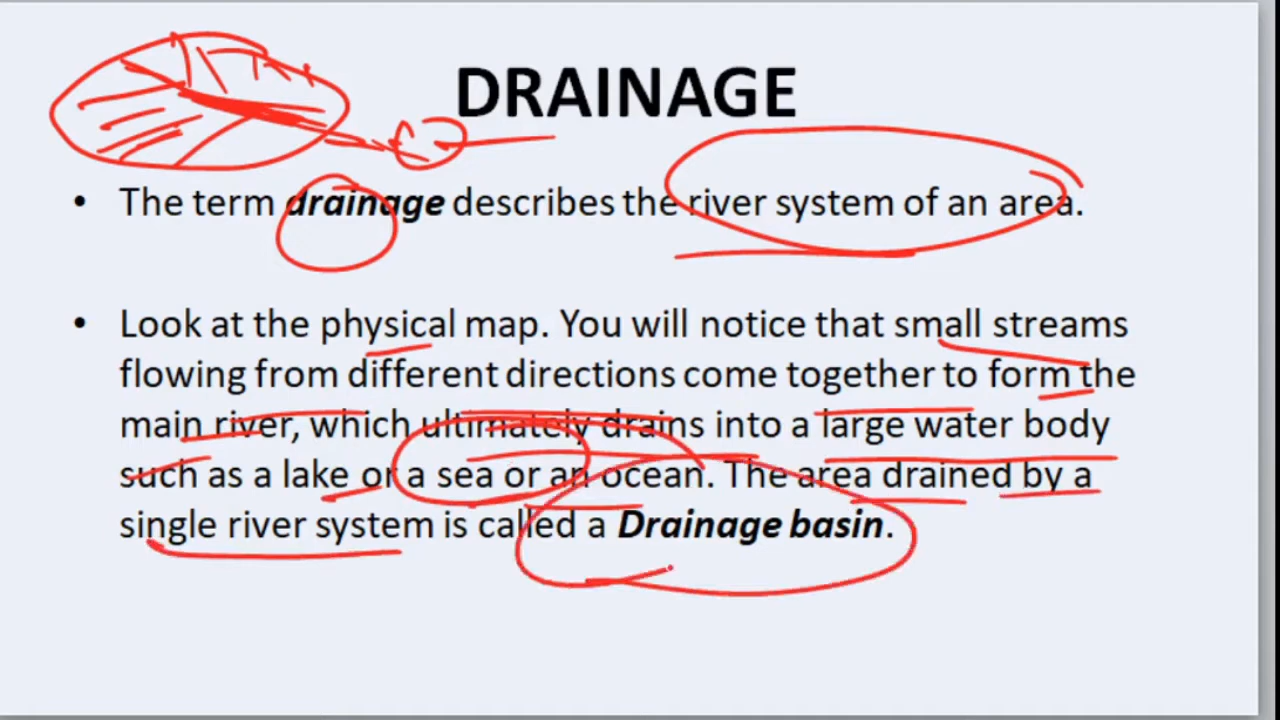 DRAINAGE
• The term drainage describes the river system of an area.
• Look at the physical map. You will notice that small streams
flowing from different directions come together to form the
main river, which ultimately drains into a large water body
such as a lake or a sea or an ocean. The area drained by a
single river system is called a Drainage basin.